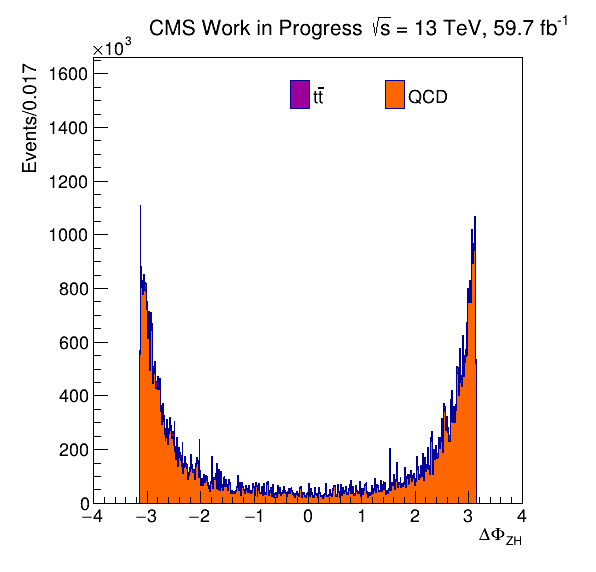 CMS Work in Progress √s = 13 TeV, 59.7 fb⁻¹
×10³
Events/0.017
tt̄
QCD
1600
1400
1200
1000
800
600
400
200
0
−4 −3 −2 −1 0 1 2 3 4
ΔΦ_ZH